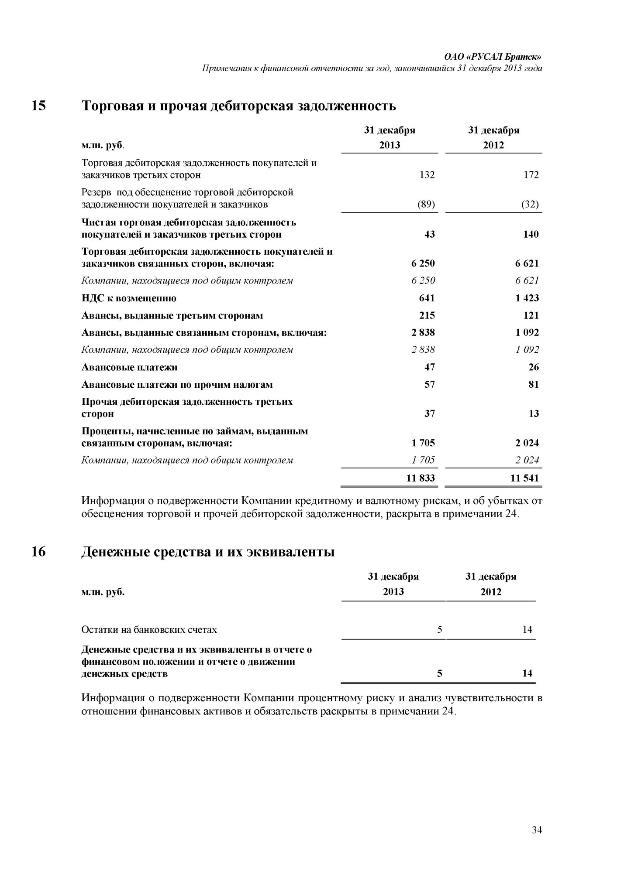 ОАО «РУСАЛ Братск»
Примечания к финансовой отчетности за год, закончившийся 31 декабря 2013 года
15 Торговая и прочая дебиторская задолженность
31 декабря 31 декабря
млн. руб. 2013 2012
Торговая дебиторская задолженность покупателей и
заказчиков третьих сторон 132 172
Резерв под обесценение торговой дебиторской
задолженности покупателей и заказчиков (89) (32)
Чистая торговая дебиторская задолженность
покупателей и заказчиков третьих сторон 43 140
Торговая дебиторская задолженность покупателей и
заказчиков связанных сторон, включая: 6 250 6 621
Компании, находящиеся под общим контролем 6 250 6 621
НДС к возмещению 641 1 423
Авансы, выданные третьим сторонам 215 121
Авансы, выданные связанным сторонам, включая: 2 838 1 092
Компании, находящиеся под общим контролем 2 838 1 092
Авансовые платежи 47 26
Авансовые платежи по прочим налогам 57 81
Прочая дебиторская задолженность третьих
сторон 37 13
Проценты, начисленные по займам, выданным
связанным сторонам, включая: 1 705 2 024
Компании, находящиеся под общим контролем 1 705 2 024
11 833 11 541
Информация о подверженности Компании кредитному и валютному рискам, и об убытках от
обесценения торговой и прочей дебиторской задолженности, раскрыта в примечании 24.
16 Денежные средства и их эквиваленты
31 декабря 31 декабря
млн. руб. 2013 2012
Остатки на банковских счетах 5 14
Денежные средства и их эквиваленты в отчете о
финансовом положении и отчете о движении
денежных средств 5 14
Информация о подверженности Компании процентному риску и анализ чувствительности в
отношении финансовых активов и обязательств раскрыты в примечании 24.
34